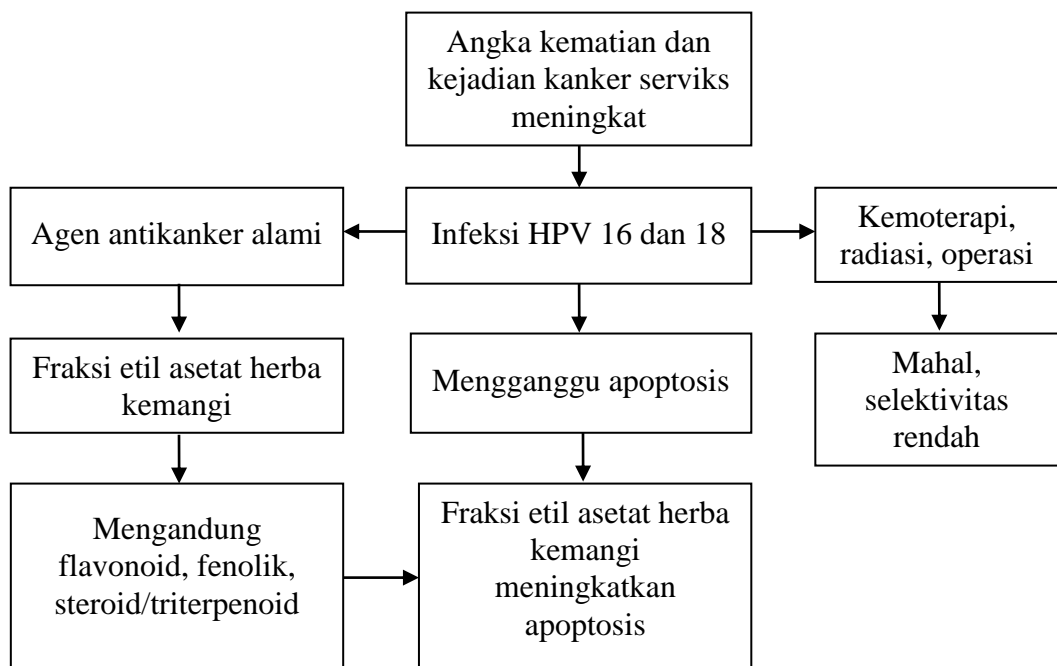 Angka kematian dan
kejadian kanker serviks
meningkat
Agen antikanker alami
Infeksi HPV 16 dan 18
Kemoterapi,
radiasi, operasi
Fraksi etil asetat herba
kemangi
Mengganggu apoptosis
Mahal,
selektivitas
rendah
Mengandung
flavonoid, fenolik,
steroid/triterpenoid
Fraksi etil asetat herba
kemangi
meningkatkan
apoptosis